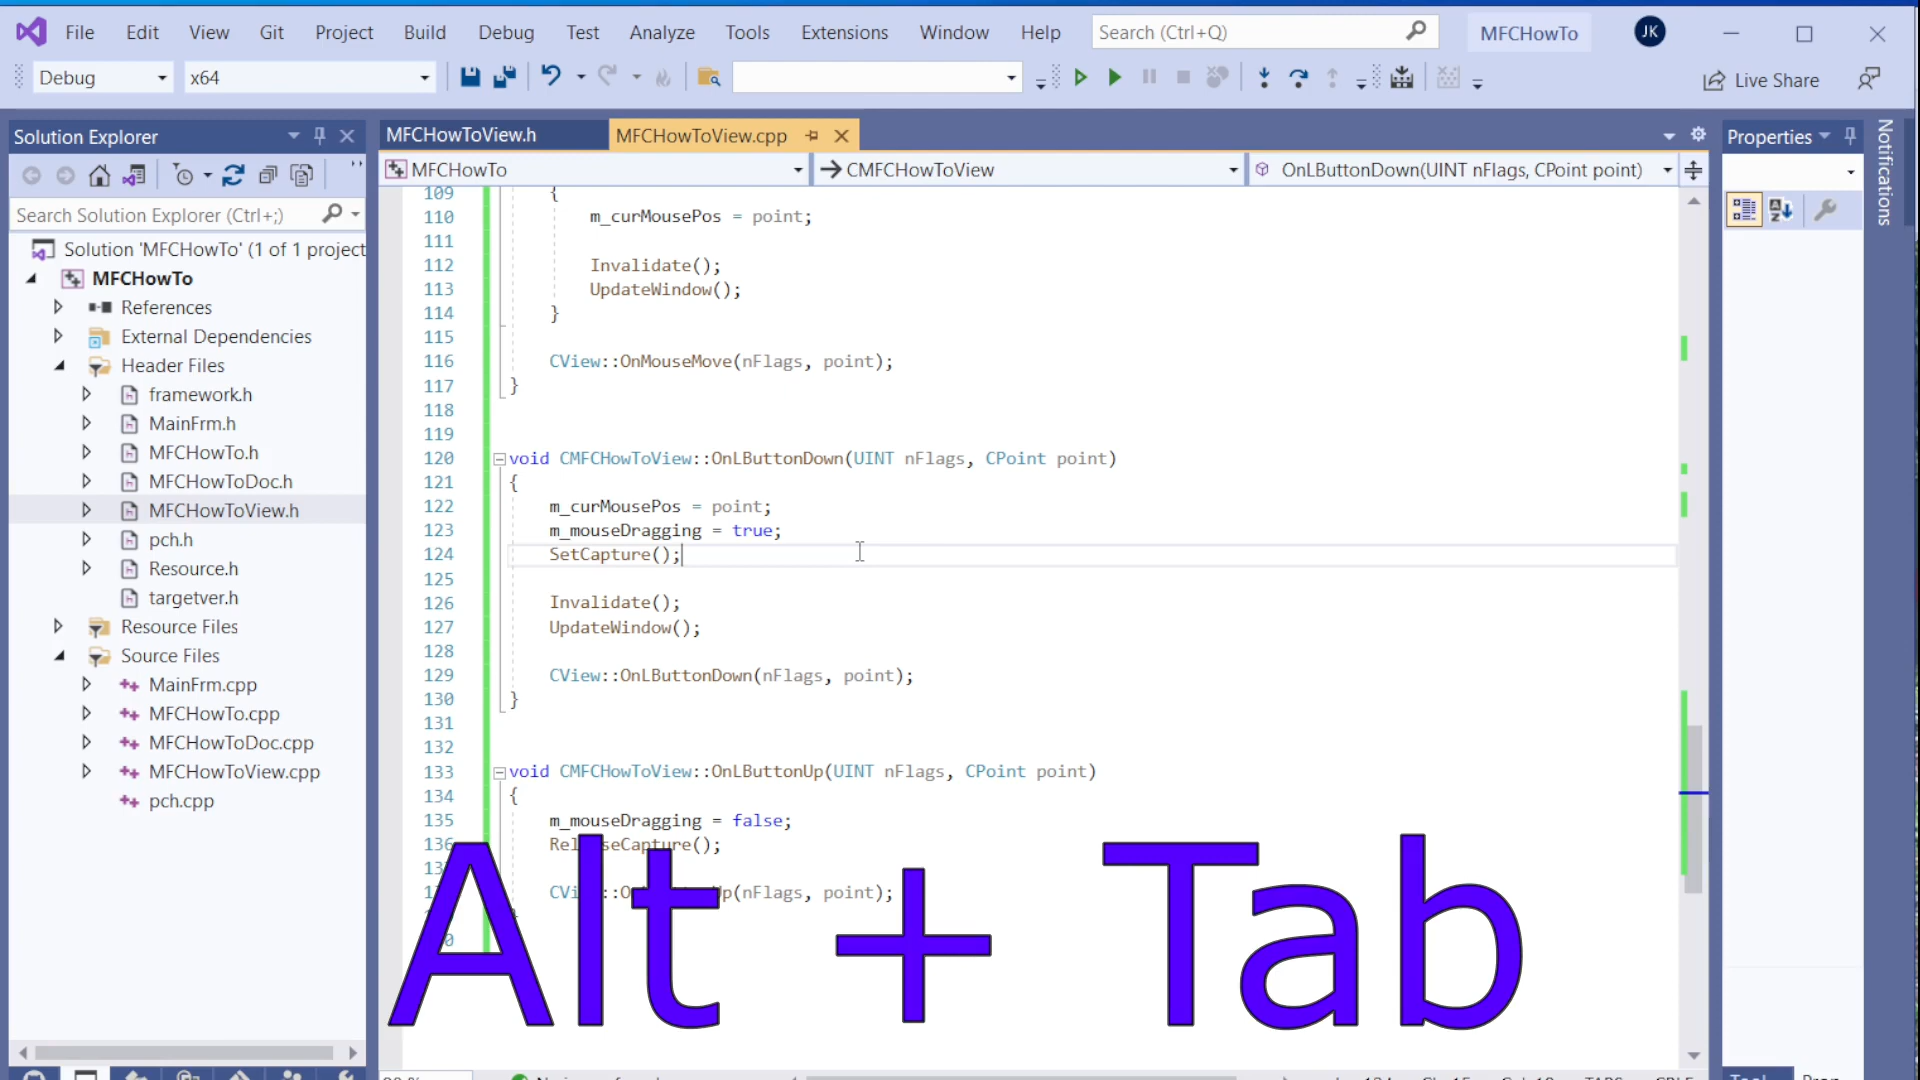 File Edit View Git Project Build Debug Test Analyze Tools Extensions Window Help Search (Ctrl+Q) MFCHowTo JK
Debug x64 Live Share
Solution Explorer
Search Solution Explorer (Ctrl+;)
Solution 'MFCHowTo' (1 of 1 project
MFCHowTo
References
External Dependencies
Header Files
framework.h
MainFrm.h
MFCHowTo.h
MFCHowToDoc.h
MFCHowToView.h
pch.h
Resource.h
targetver.h
Resource Files
Source Files
MainFrm.cpp
MFCHowTo.cpp
MFCHowToDoc.cpp
MFCHowToView.cpp
pch.cpp
MFCHowToView.h MFCHowToView.cpp
MFCHowTo CMFCHowToView OnLButtonDown(UINT nFlags, CPoint point)
109 {
110 m_curMousePos = point;
111
112 Invalidate();
113 UpdateWindow();
114 }
115
116 CView::OnMouseMove(nFlags, point);
117 }
118
119
120 void CMFCHowToView::OnLButtonDown(UINT nFlags, CPoint point)
121 {
122 m_curMousePos = point;
123 m_mouseDragging = true;
124 SetCapture();
125
126 Invalidate();
127 UpdateWindow();
128
129 CView::OnLButtonDown(nFlags, point);
130 }
131
132
133 void CMFCHowToView::OnLButtonUp(UINT nFlags, CPoint point)
134 {
135 m_mouseDragging = false;
136 ReleaseCapture();
(nFlags, point);
Alt + Tab
Properties
Notifications